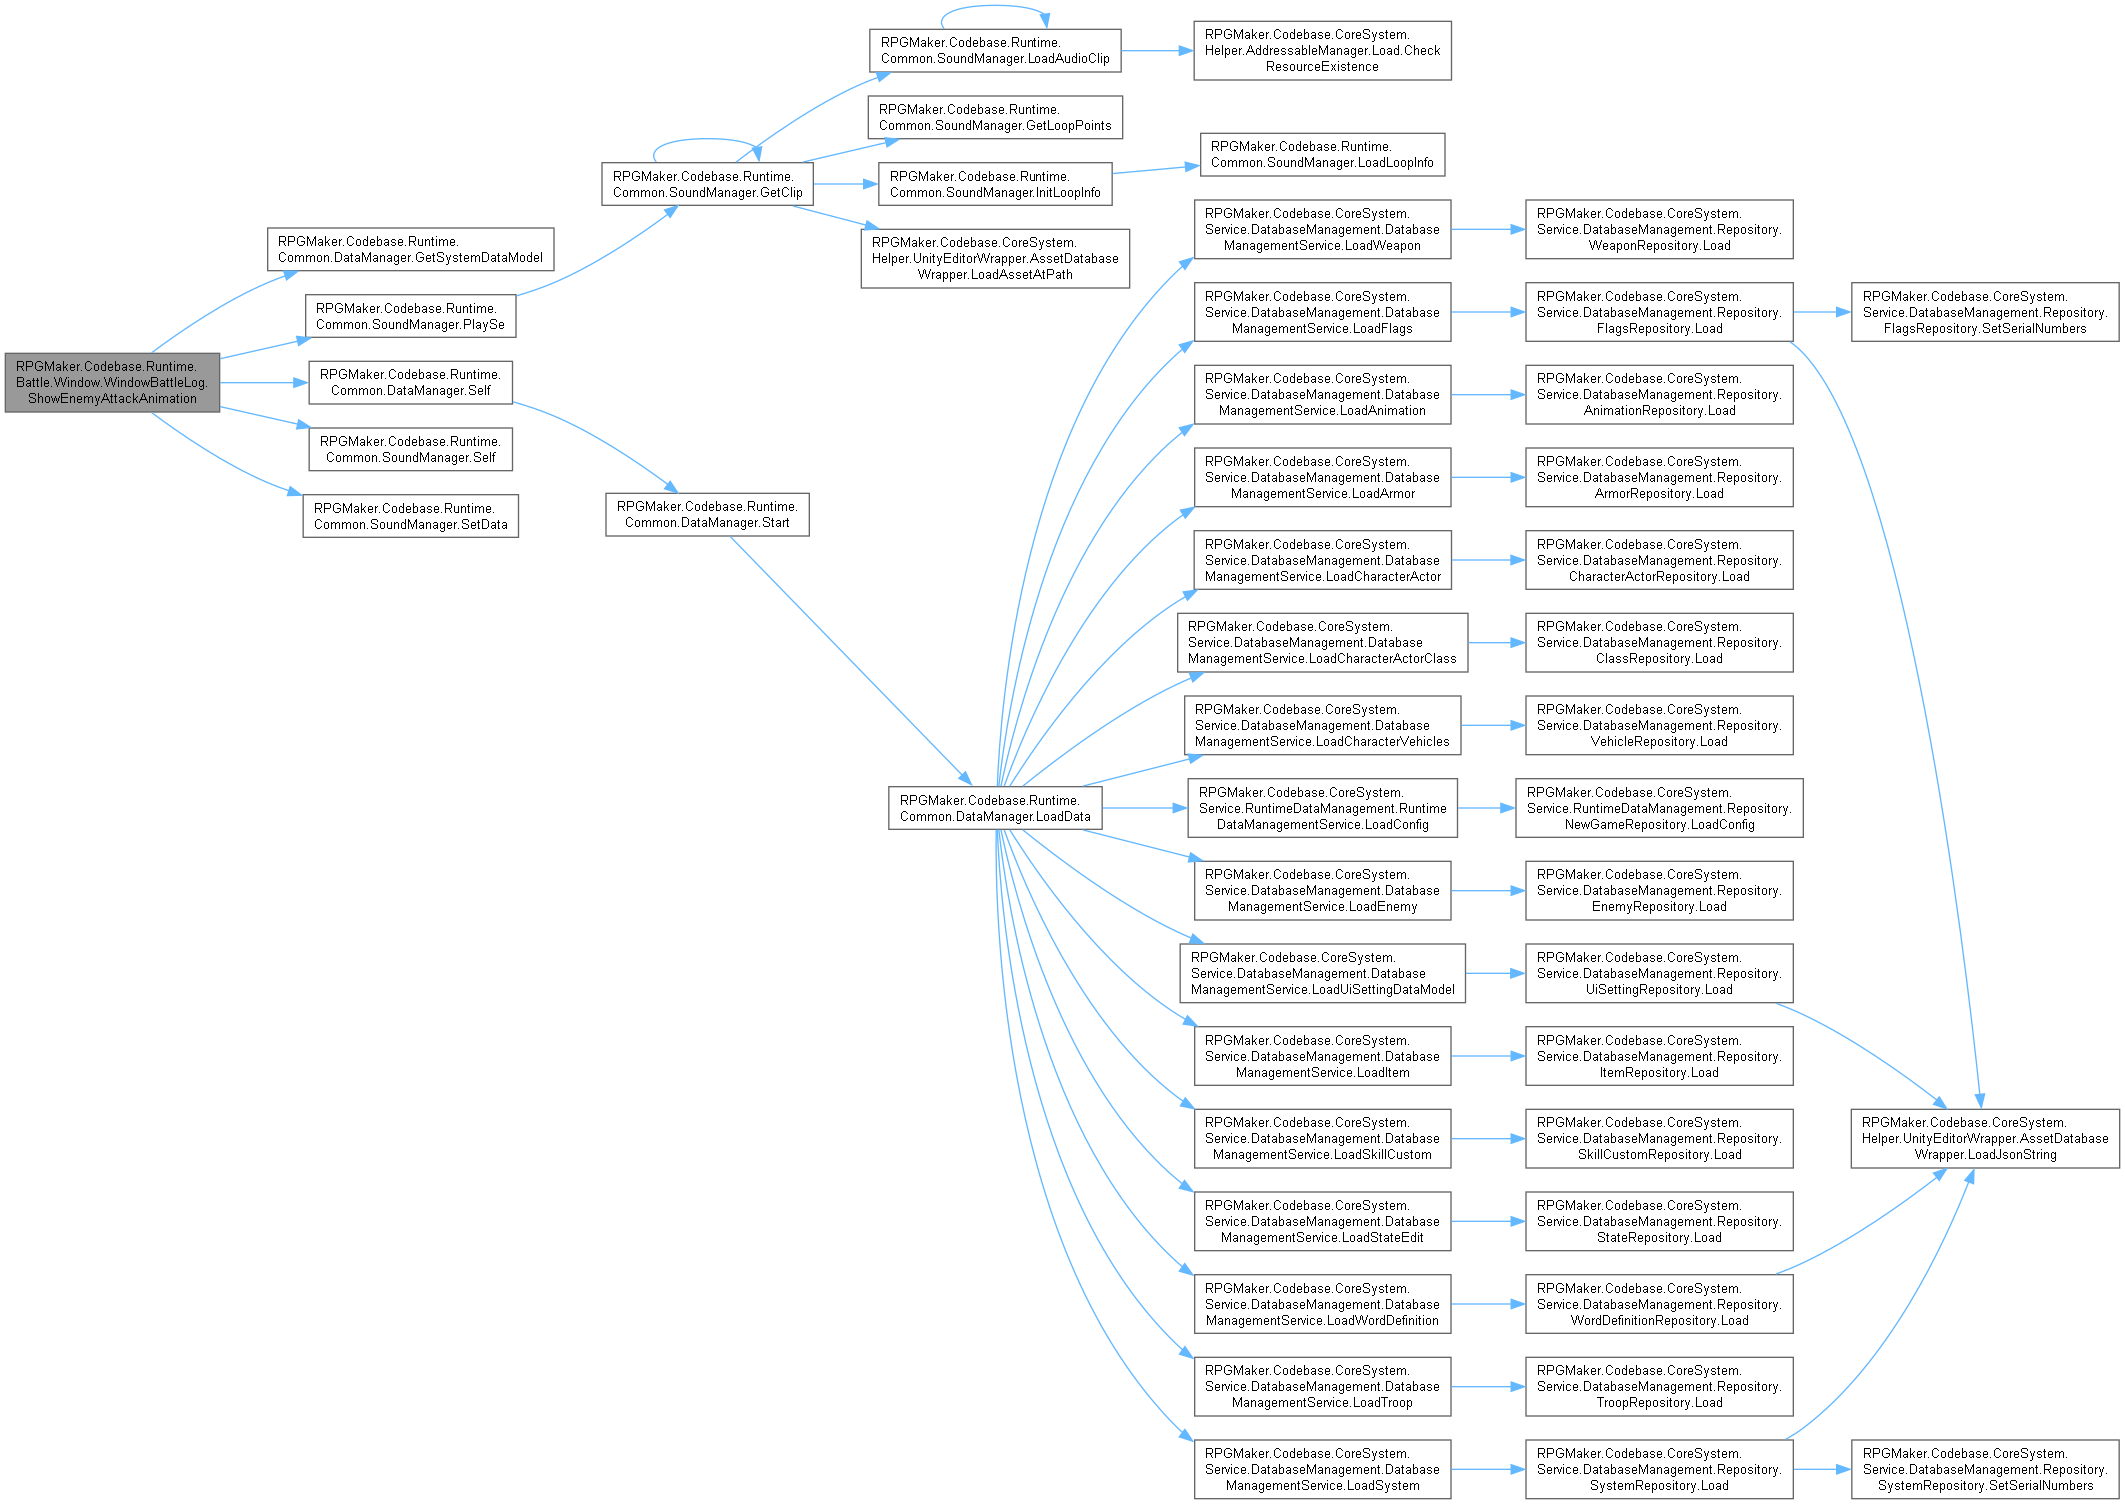 RPGMaker.Codebase.Runtime.
Battle.Window.WindowBattleLog.
ShowEnemyAttackAnimation
RPGMaker.Codebase.Runtime.
Common.DataManager.GetSystemDataModel
RPGMaker.Codebase.Runtime.
Common.SoundManager.PlaySe
RPGMaker.Codebase.Runtime.
Common.DataManager.Self
RPGMaker.Codebase.Runtime.
Common.SoundManager.Self
RPGMaker.Codebase.Runtime.
Common.SoundManager.SetData
RPGMaker.Codebase.Runtime.
Common.SoundManager.GetClip
RPGMaker.Codebase.Runtime.
Common.DataManager.Start
RPGMaker.Codebase.Runtime.
Common.SoundManager.LoadAudioClip
RPGMaker.Codebase.Runtime.
Common.SoundManager.GetLoopPoints
RPGMaker.Codebase.Runtime.
Common.SoundManager.InitLoopInfo
RPGMaker.Codebase.CoreSystem.
Helper.UnityEditorWrapper.AssetDatabase
Wrapper.LoadAssetAtPath
RPGMaker.Codebase.Runtime.
Common.DataManager.LoadData
RPGMaker.Codebase.CoreSystem.
Helper.AddressableManager.Load.Check
ResourceExistence
RPGMaker.Codebase.Runtime.
Common.SoundManager.LoadLoopInfo
RPGMaker.Codebase.CoreSystem.
Service.DatabaseManagement.Database
ManagementService.LoadWeapon
RPGMaker.Codebase.CoreSystem.
Service.DatabaseManagement.Database
ManagementService.LoadFlags
RPGMaker.Codebase.CoreSystem.
Service.DatabaseManagement.Database
ManagementService.LoadAnimation
RPGMaker.Codebase.CoreSystem.
Service.DatabaseManagement.Database
ManagementService.LoadArmor
RPGMaker.Codebase.CoreSystem.
Service.DatabaseManagement.Database
ManagementService.LoadCharacterActor
RPGMaker.Codebase.CoreSystem.
Service.DatabaseManagement.Database
ManagementService.LoadCharacterActorClass
RPGMaker.Codebase.CoreSystem.
Service.DatabaseManagement.Database
ManagementService.LoadCharacterVehicles
RPGMaker.Codebase.CoreSystem.
Service.RuntimeDataManagement.Runtime
DataManagementService.LoadConfig
RPGMaker.Codebase.CoreSystem.
Service.DatabaseManagement.Database
ManagementService.LoadEnemy
RPGMaker.Codebase.CoreSystem.
Service.DatabaseManagement.Database
ManagementService.LoadUiSettingDataModel
RPGMaker.Codebase.CoreSystem.
Service.DatabaseManagement.Database
ManagementService.LoadItem
RPGMaker.Codebase.CoreSystem.
Service.DatabaseManagement.Database
ManagementService.LoadSkillCustom
RPGMaker.Codebase.CoreSystem.
Service.DatabaseManagement.Database
ManagementService.LoadStateEdit
RPGMaker.Codebase.CoreSystem.
Service.DatabaseManagement.Database
ManagementService.LoadWordDefinition
RPGMaker.Codebase.CoreSystem.
Service.DatabaseManagement.Database
ManagementService.LoadTroop
RPGMaker.Codebase.CoreSystem.
Service.DatabaseManagement.Database
ManagementService.LoadSystem
RPGMaker.Codebase.CoreSystem.
Service.DatabaseManagement.Repository.
WeaponRepository.Load
RPGMaker.Codebase.CoreSystem.
Service.DatabaseManagement.Repository.
FlagsRepository.Load
RPGMaker.Codebase.CoreSystem.
Service.DatabaseManagement.Repository.
AnimationRepository.Load
RPGMaker.Codebase.CoreSystem.
Service.DatabaseManagement.Repository.
ArmorRepository.Load
RPGMaker.Codebase.CoreSystem.
Service.DatabaseManagement.Repository.
CharacterActorRepository.Load
RPGMaker.Codebase.CoreSystem.
Service.DatabaseManagement.Repository.
ClassRepository.Load
RPGMaker.Codebase.CoreSystem.
Service.DatabaseManagement.Repository.
VehicleRepository.Load
RPGMaker.Codebase.CoreSystem.
Service.RuntimeDataManagement.Repository.
NewGameRepository.LoadConfig
RPGMaker.Codebase.CoreSystem.
Service.DatabaseManagement.Repository.
EnemyRepository.Load
RPGMaker.Codebase.CoreSystem.
Service.DatabaseManagement.Repository.
UiSettingRepository.Load
RPGMaker.Codebase.CoreSystem.
Service.DatabaseManagement.Repository.
ItemRepository.Load
RPGMaker.Codebase.CoreSystem.
Service.DatabaseManagement.Repository.
SkillCustomRepository.Load
RPGMaker.Codebase.CoreSystem.
Service.DatabaseManagement.Repository.
StateRepository.Load
RPGMaker.Codebase.CoreSystem.
Service.DatabaseManagement.Repository.
WordDefinitionRepository.Load
RPGMaker.Codebase.CoreSystem.
Service.DatabaseManagement.Repository.
TroopRepository.Load
RPGMaker.Codebase.CoreSystem.
Service.DatabaseManagement.Repository.
SystemRepository.Load
RPGMaker.Codebase.CoreSystem.
Service.DatabaseManagement.Repository.
FlagsRepository.SetSerialNumbers
RPGMaker.Codebase.CoreSystem.
Helper.UnityEditorWrapper.AssetDatabase
Wrapper.LoadJsonString
RPGMaker.Codebase.CoreSystem.
Service.DatabaseManagement.Repository.
SystemRepository.SetSerialNumbers